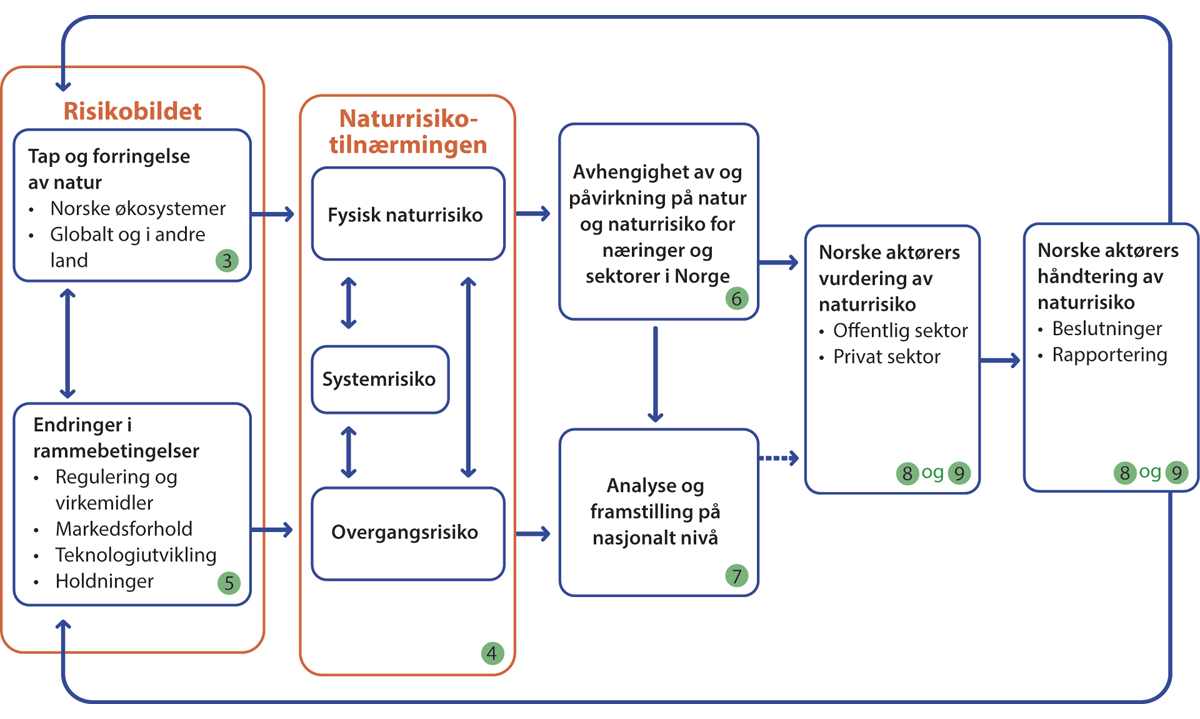 Risikobildet
Tap og forringelse
av natur
• Norske økosystemer
• Globalt og i andre
land
3
Endringer i
rammebetingelser
• Regulering og
virkemidler
• Markedsforhold
• Teknologiutvikling
• Holdninger
5
Naturrisiko-
tilnærmingen
Fysisk naturrisiko
Systemrisiko
Overgangsrisiko
4
Avhengighet av og
påvirkning på natur
og naturrisiko for
næringer og
sektorer i Norge
6
Analyse og
framstilling på
nasjonalt nivå
7
Norske aktørers
vurdering av
naturrisiko
• Offentlig sektor
• Privat sektor
8 og 9
Norske aktørers
håndtering av
naturrisiko
• Beslutninger
• Rapportering
8 og 9